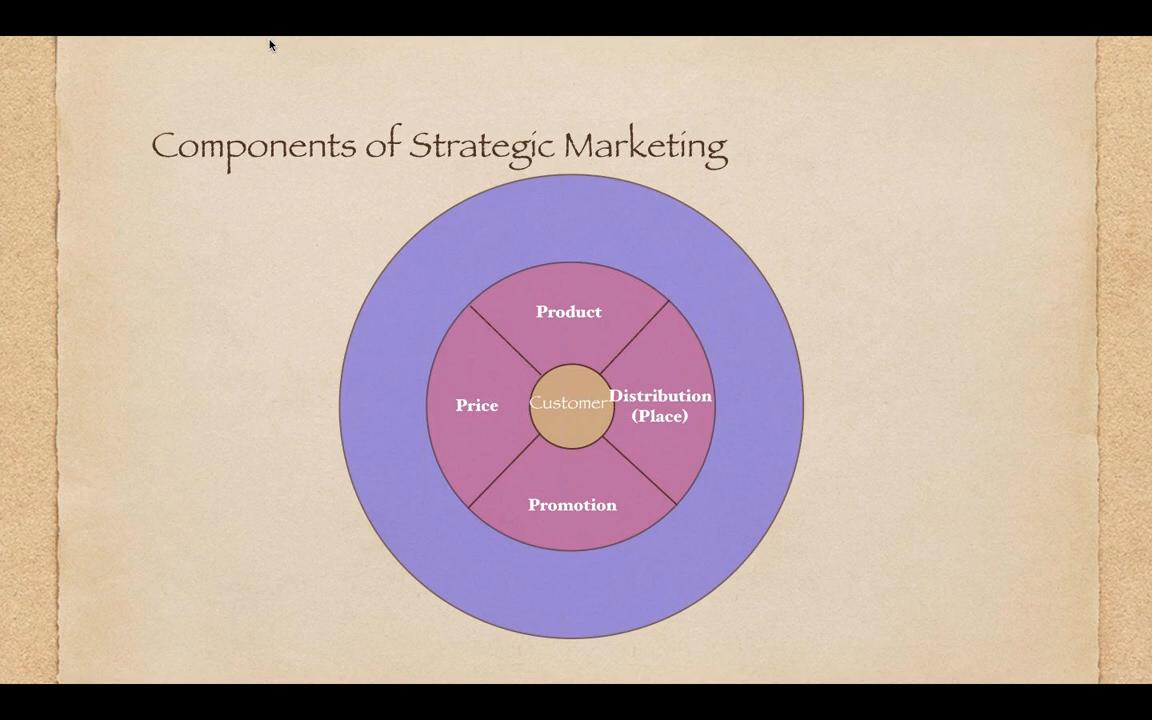 Components of Strategic Marketing
Product
Price
Customer
Distribution
(Place)
Promotion